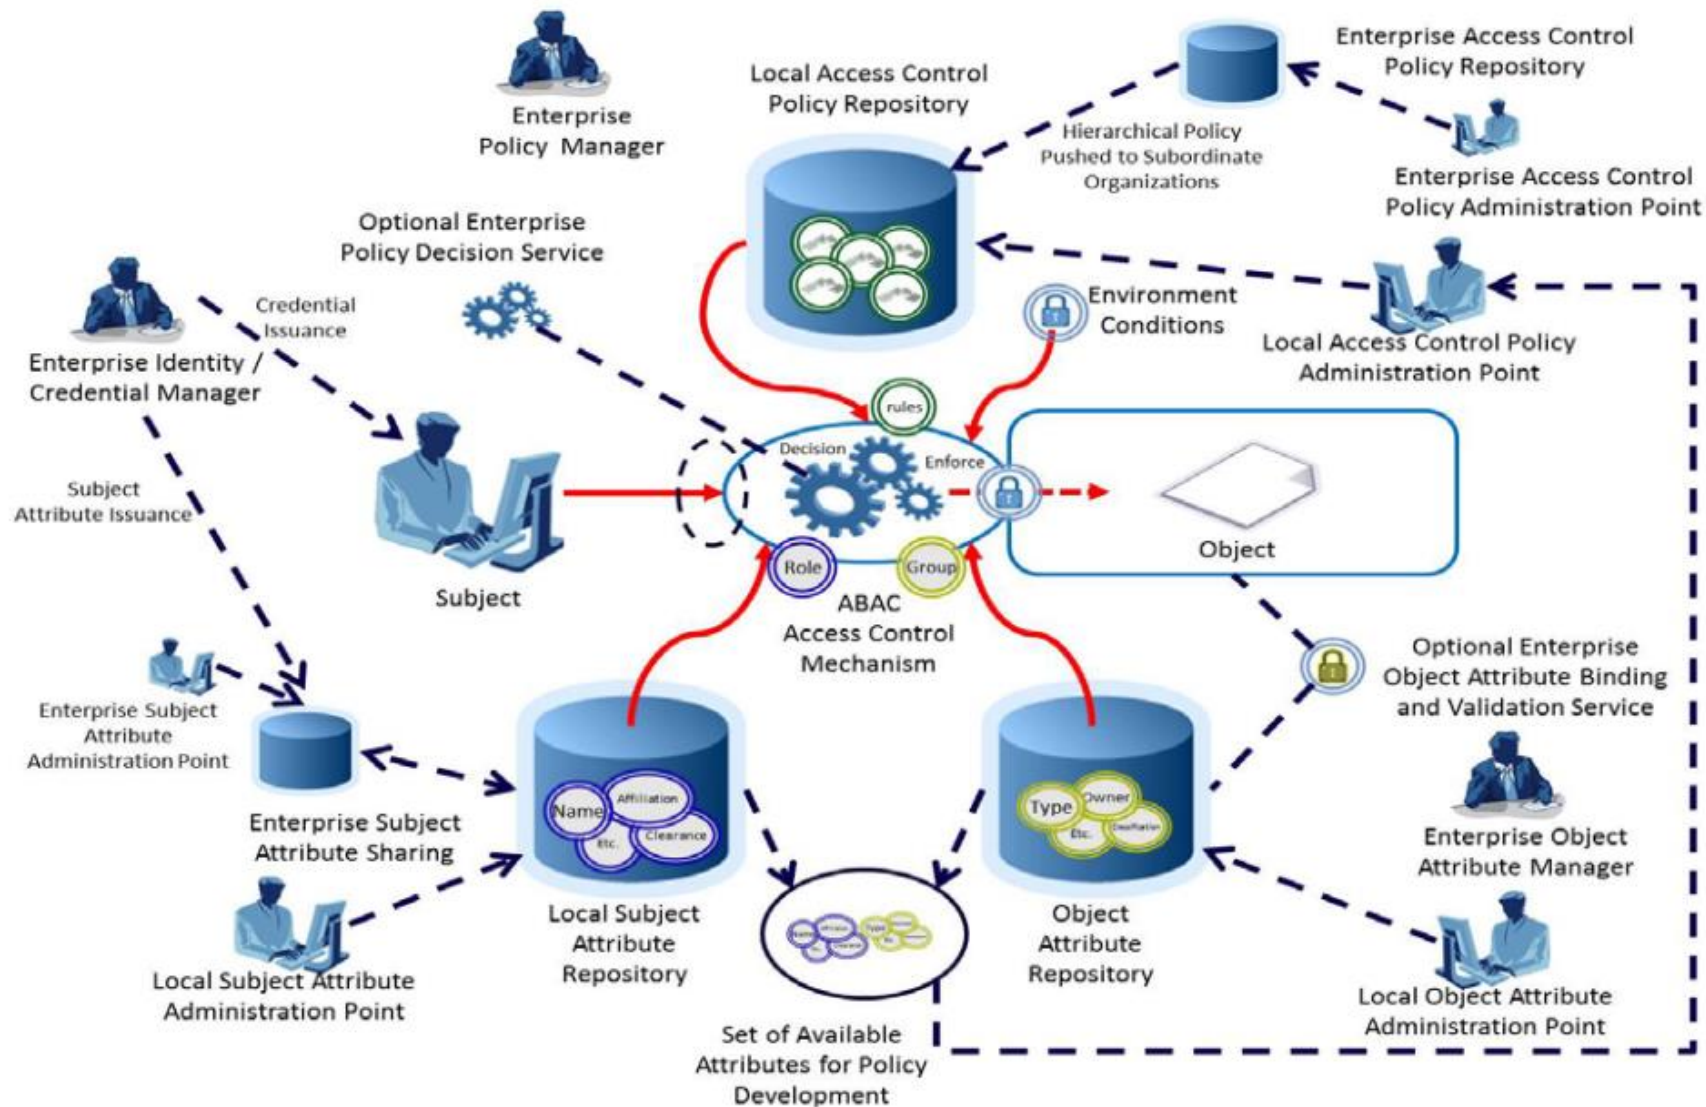 Enterprise
Policy Manager
Local Access Control
Policy Repository
Enterprise Access Control
Policy Repository
Hierarchical Policy
Pushed to Subordinate
Organizations
Enterprise Access Control
Policy Administration Point
Optional Enterprise
Policy Decision Service
Credential
Issuance
Environment
Conditions
Enterprise Identity /
Credential Manager
Local Access Control Policy
Administration Point
rules
Decision
Enforce
Subject
Attribute Issuance
Subject
Role
Group
Object
ABAC
Access Control
Mechanism
Optional Enterprise
Object Attribute Binding
and Validation Service
Enterprise Subject
Attribute
Administration Point
Enterprise Subject
Attribute Sharing
Name
Affiliation
Etc.
Clearance
Type
Owner
Etc.
Enterprise Object
Attribute Manager
Local Subject
Attribute
Repository
Object
Attribute
Repository
Name
Type
Local Subject Attribute
Administration Point
Local Object Attribute
Administration Point
Set of Available
Attributes for Policy
Development